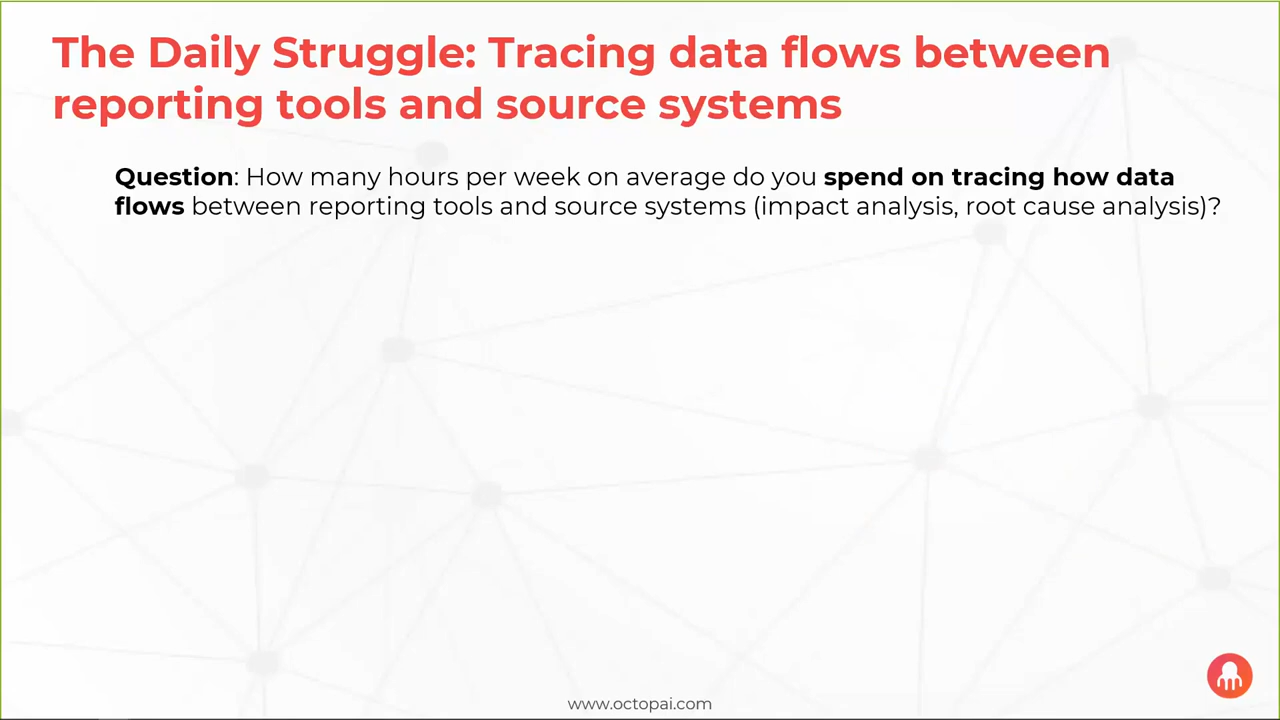 The Daily Struggle: Tracing data flows between
reporting tools and source systems
Question: How many hours per week on average do you spend on tracing how data
flows between reporting tools and source systems (impact analysis, root cause analysis)?
www.octopai.com